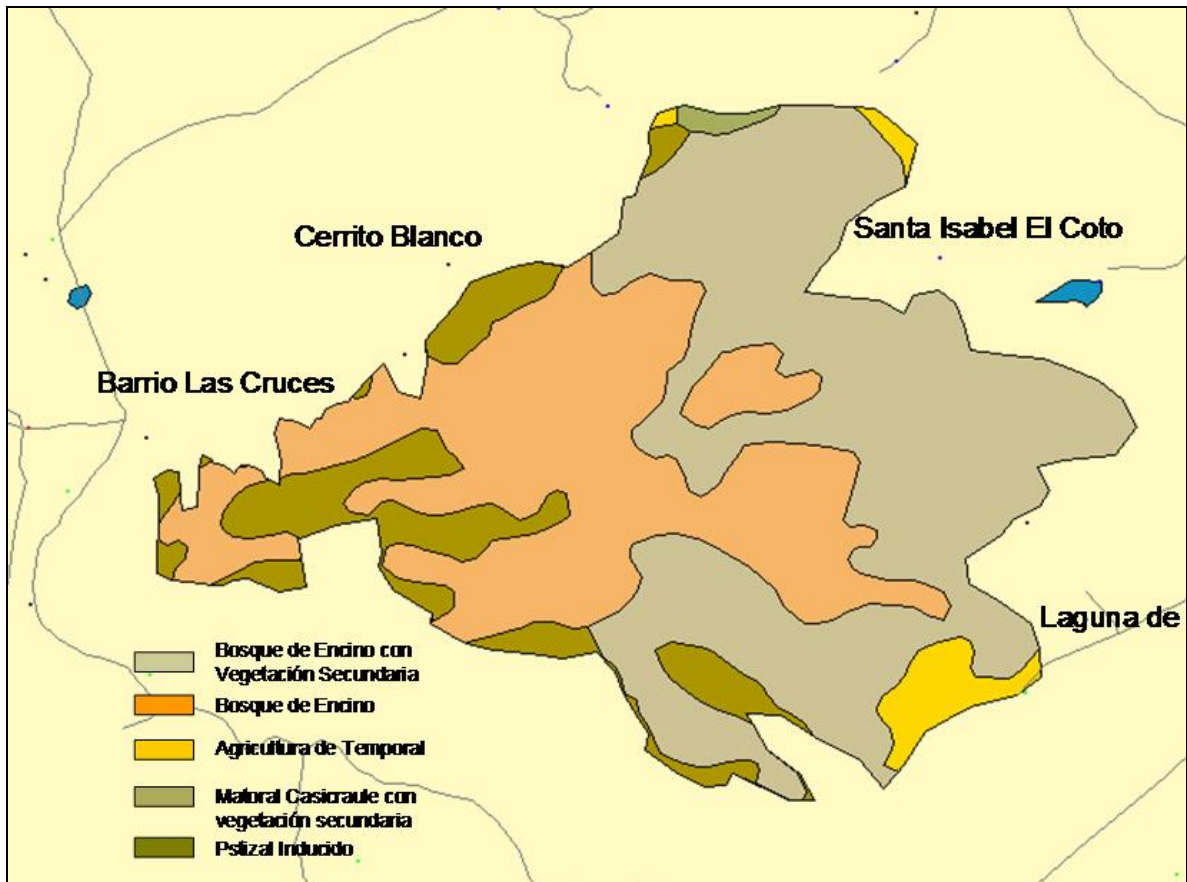 Santa Isabel El Coto
Cerrito Blanco
Barrio Las Cruces
Laguna de
Bosque de Encino con
Vegetación Secundaria
Bosque de Encino
Agricultura de Temporal
Matoral Casicraule con
vegetación secundaria
Pstizal Inducido